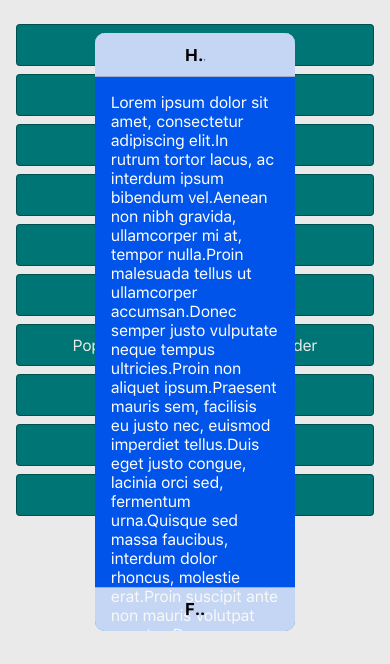 H..
Lorem ipsum dolor sit
amet, consectetur
adipiscing elit.In
rutrum tortor lacus, ac
interdum ipsum
bibendum vel.Aenean
non nibh gravida,
ullamcorper mi at,
tempor nulla.Proin
malesuada tellus ut
ullamcorper
accumsan.Donec
semper justo vulputate
neque tempus
ultricies.Proin non
aliquet ipsum.Praesent
mauris sem, facilisis
eu justo nec, euismod
imperdiet tellus.Duis
eget justo congue,
lacinia orci sed,
fermentum
urna.Quisque sed
massa faucibus,
interdum dolor
rhoncus, molestie
erat.Proin suscipit ante
non mauris volutpat
F..
Pop
der